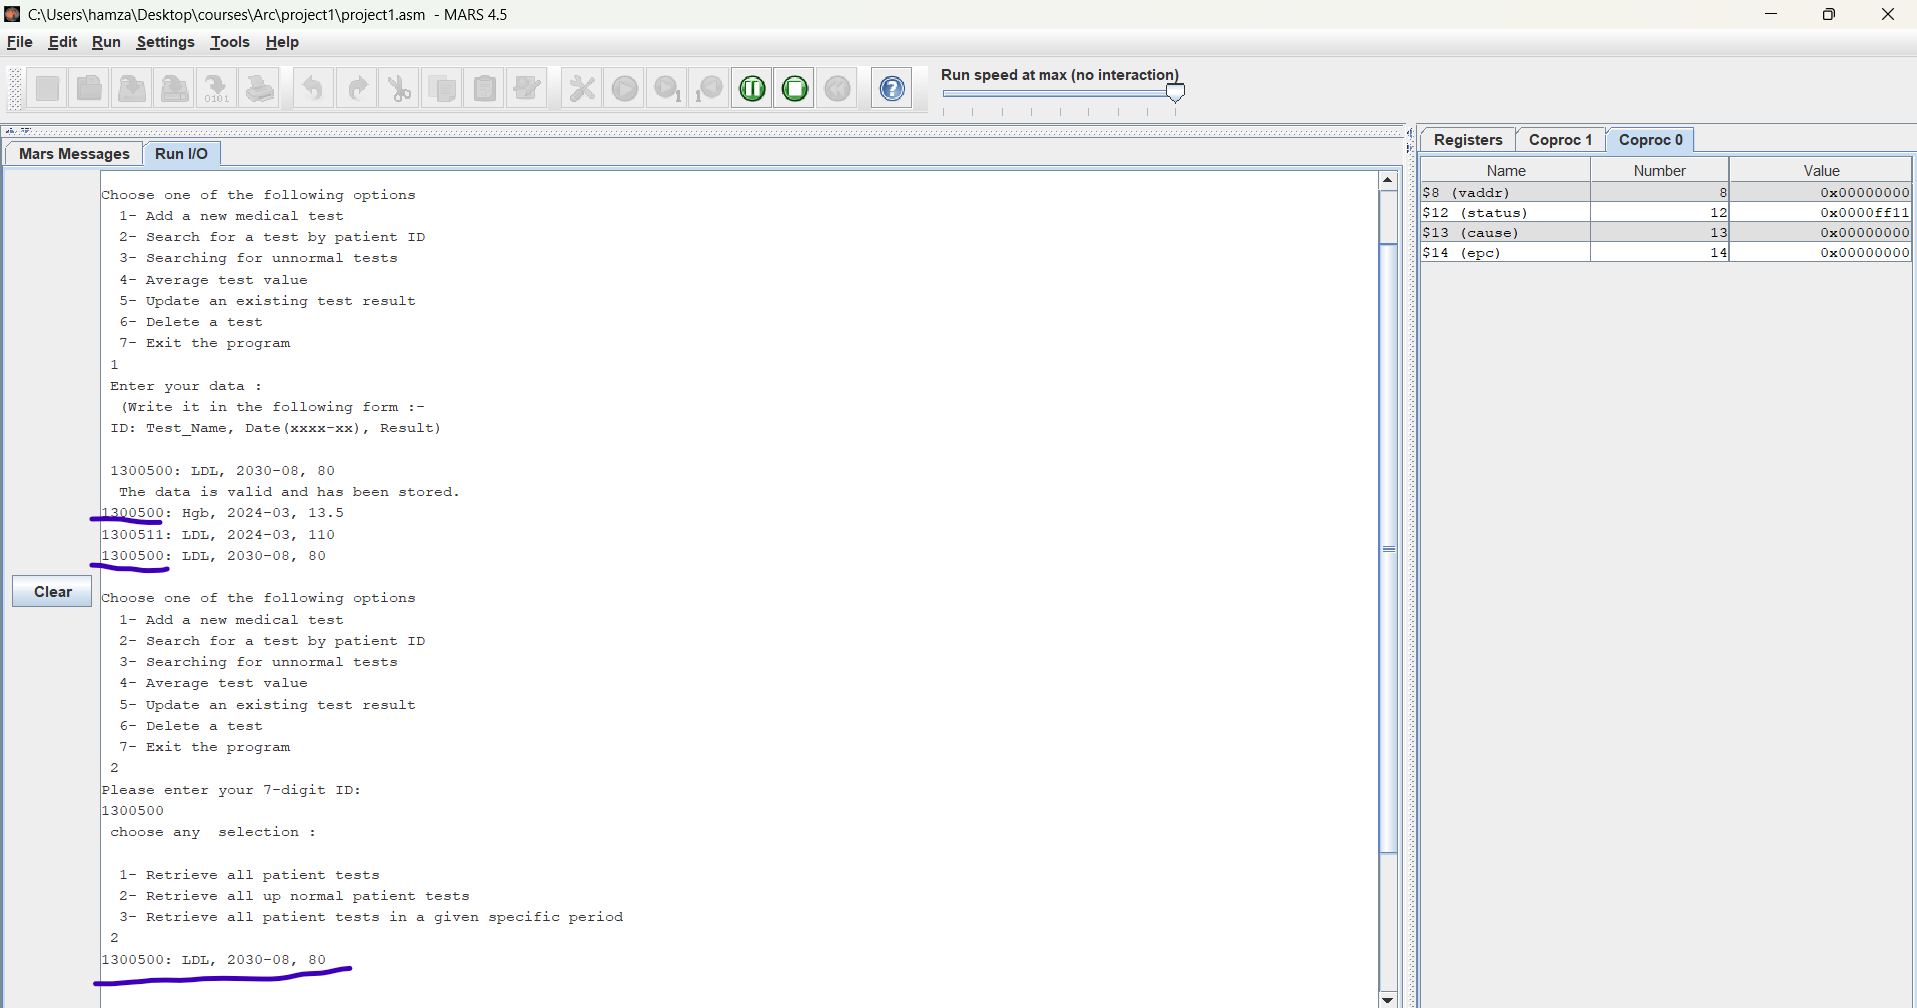 C:\Users\hamza\Desktop\courses\Arc\project1\project1.asm - MARS 4.5
File Edit Run Settings Tools Help
Run speed at max (no interaction)
Mars Messages Run I/O
Choose one of the following options
1- Add a new medical test
2- Search for a test by patient ID
3- Searching for unnormal tests
4- Average test value
5- Update an existing test result
6- Delete a test
7- Exit the program
1
Enter your data :
(Write it in the following form :-
ID: Test_Name, Date(xxxx-xx), Result)
1300500: LDL, 2030-08, 80
The data is valid and has been stored.
1300500: Hgb, 2024-03, 13.5
1300511: LDL, 2024-03, 110
1300500: LDL, 2030-08, 80
Clear
Choose one of the following options
1- Add a new medical test
2- Search for a test by patient ID
3- Searching for unnormal tests
4- Average test value
5- Update an existing test result
6- Delete a test
7- Exit the program
2
Please enter your 7-digit ID:
1300500
choose any  selection :
1- Retrieve all patient tests
2- Retrieve all up normal patient tests
3- Retrieve all patient tests in a given specific period
2
1300500: LDL, 2030-08, 80
Registers Coproc 1 Coproc 0
Name Number Value
$8 (vaddr) 8 0x00000000
$12 (status) 12 0x0000ff11
$13 (cause) 13 0x00000000
$14 (epc) 14 0x00000000